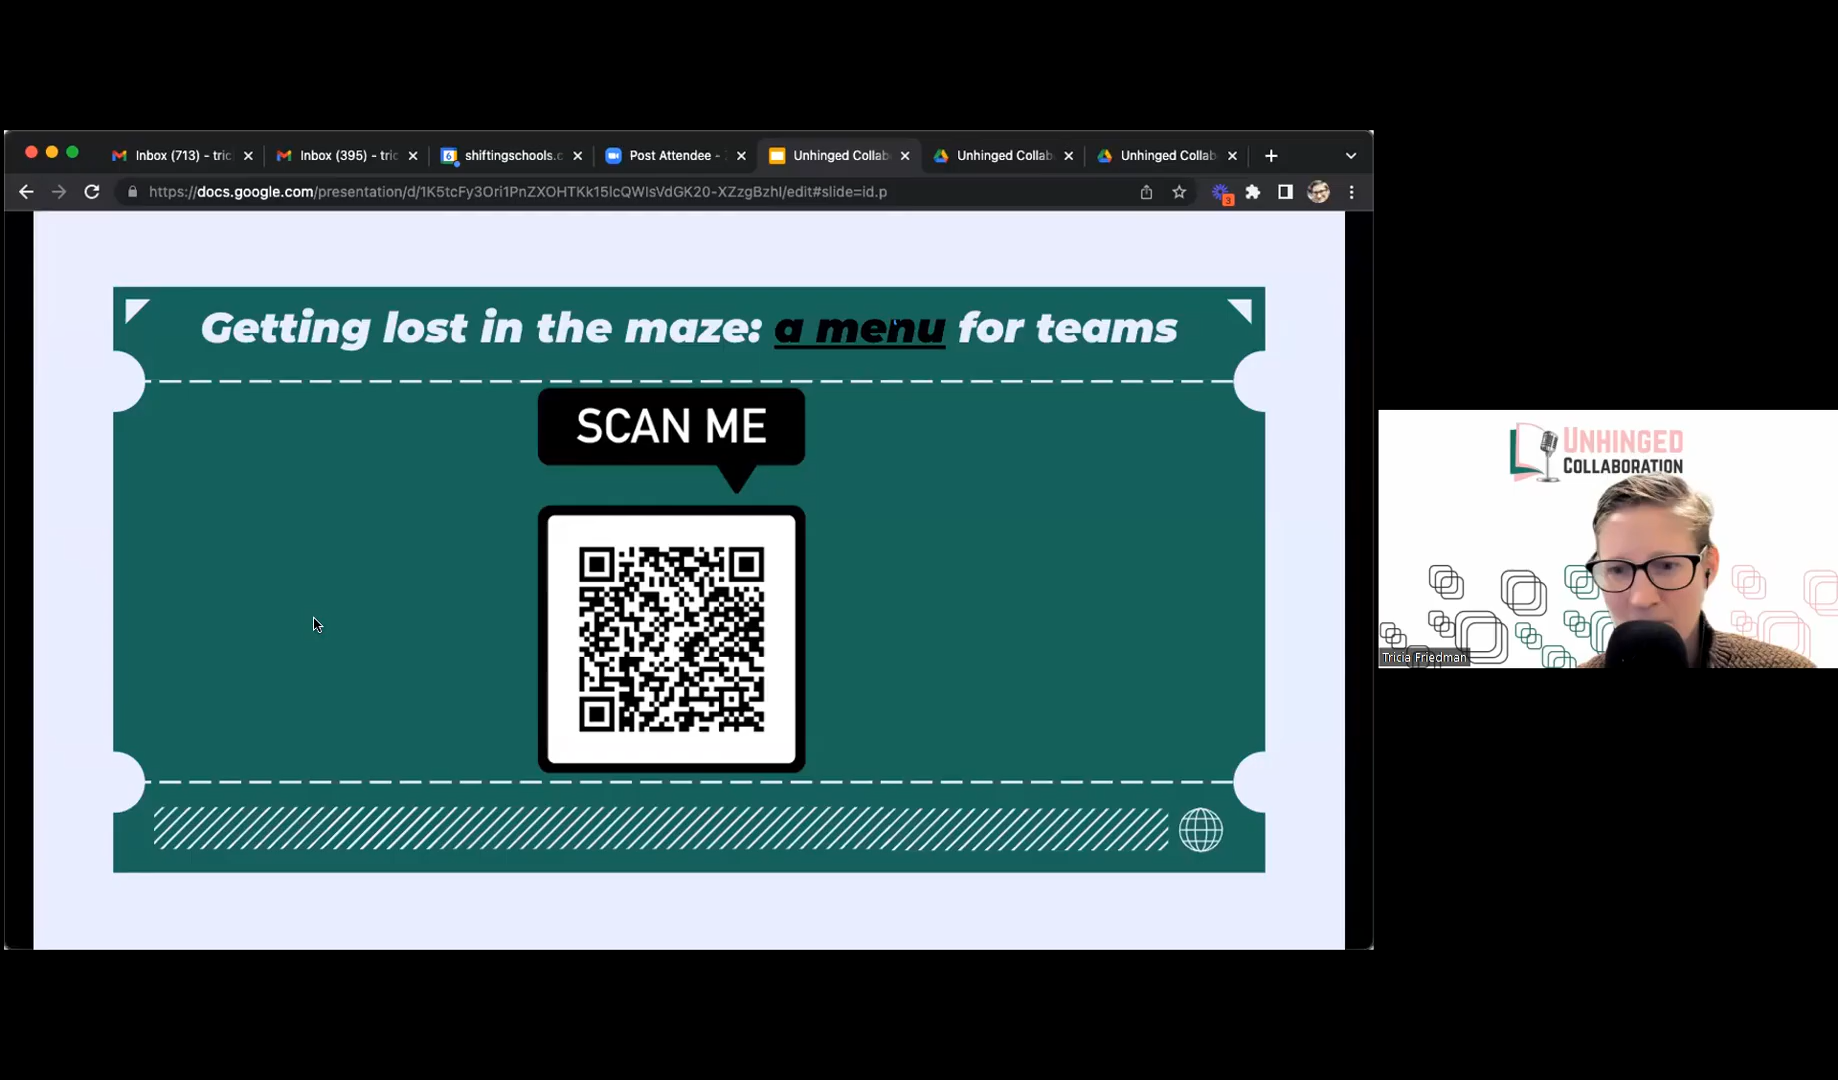 Inbox (713) - tric
Inbox (395) - tric
shiftingschools.c
Post Attendee -
Unhinged Collab
Unhinged Collab
Unhinged Collab
https://docs.google.com/presentation/d/1K5tcFy3Ori1PnZXOHTKk15lcQWlsVdGK20-XZzgBzhI/edit#slide=id.p
3
Getting lost in the maze: a menu for teams
SCAN ME
UNHINGED
COLLABORATION
Tricia Friedman